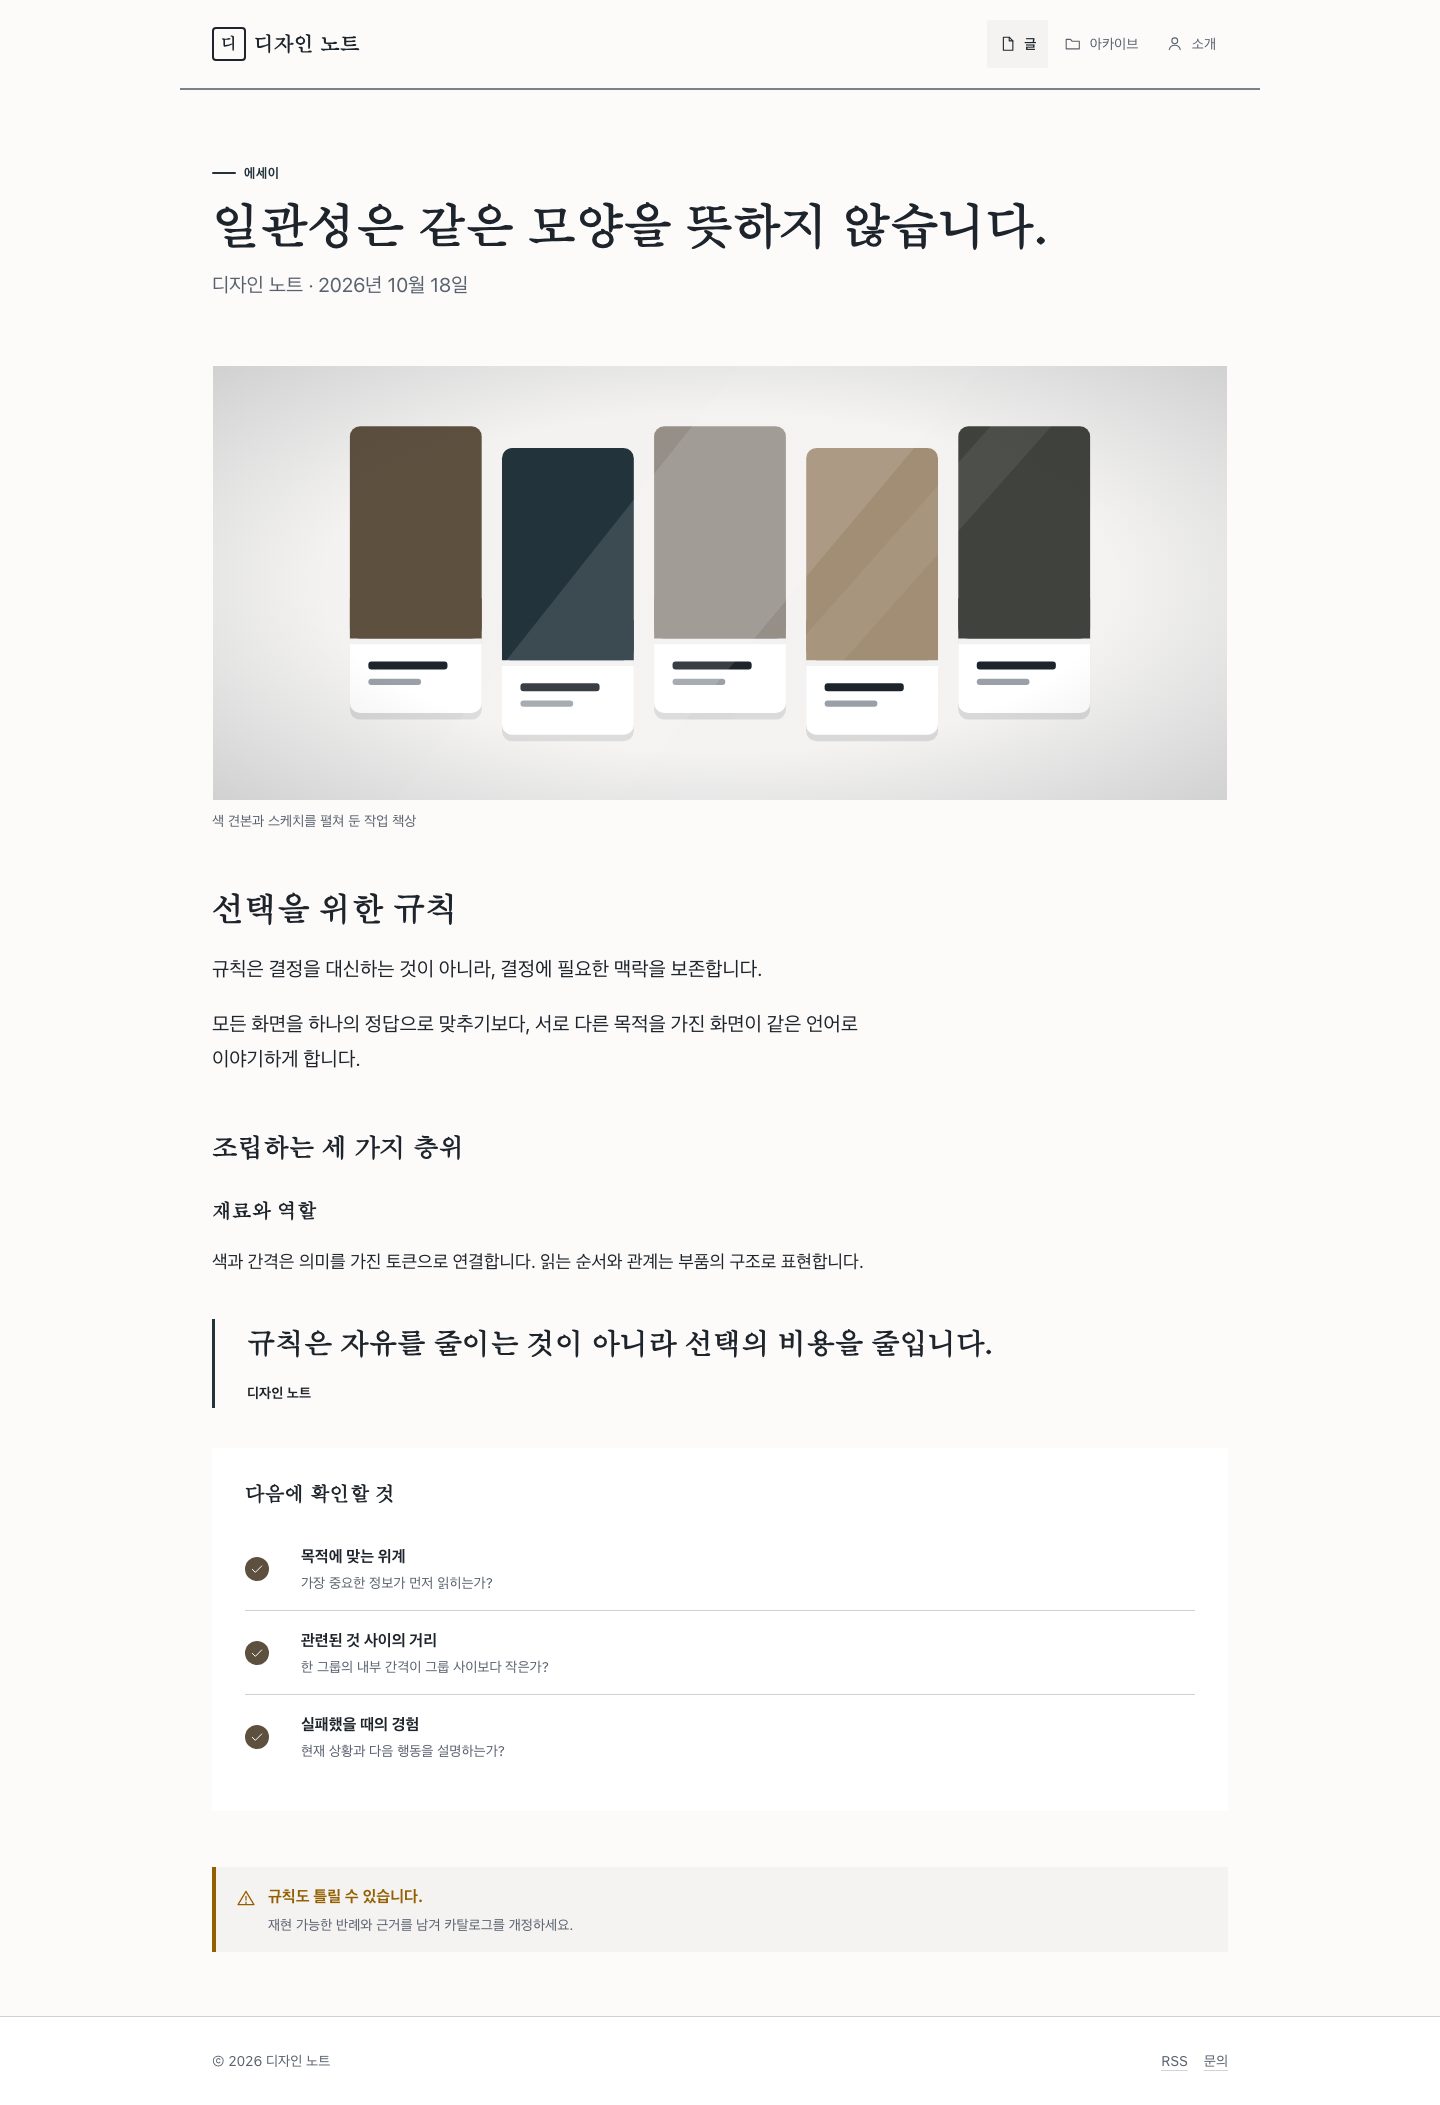 디 디자인 노트
글 아카이브 소개
에세이
일관성은 같은 모양을 뜻하지 않습니다.
디자인 노트 · 2026년 10월 18일
색 견본과 스케치를 펼쳐 둔 작업 책상
선택을 위한 규칙
규칙은 결정을 대신하는 것이 아니라, 결정에 필요한 맥락을 보존합니다.
모든 화면을 하나의 정답으로 맞추기보다, 서로 다른 목적을 가진 화면이 같은 언어로
이야기하게 합니다.
조립하는 세 가지 층위
재료와 역할
색과 간격은 의미를 가진 토큰으로 연결합니다. 읽는 순서와 관계는 부품의 구조로 표현합니다.
규칙은 자유를 줄이는 것이 아니라 선택의 비용을 줄입니다.
디자인 노트
다음에 확인할 것
목적에 맞는 위계
가장 중요한 정보가 먼저 읽히는가?
관련된 것 사이의 거리
한 그룹의 내부 간격이 그룹 사이보다 작은가?
실패했을 때의 경험
현재 상황과 다음 행동을 설명하는가?
규칙도 틀릴 수 있습니다.
재현 가능한 반례와 근거를 남겨 카탈로그를 개정하세요.
© 2026 디자인 노트
RSS 문의